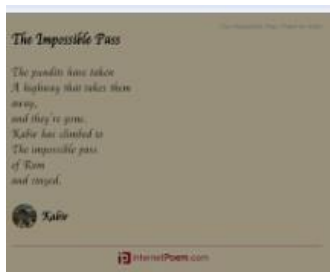 The Impossible Pass
The pundits have taken
A highway that takes them
away,
and they're gone.
Kabir has climbed to
The impossible pass
of Ram
and stayed.
Kabir
InternetPoem.com